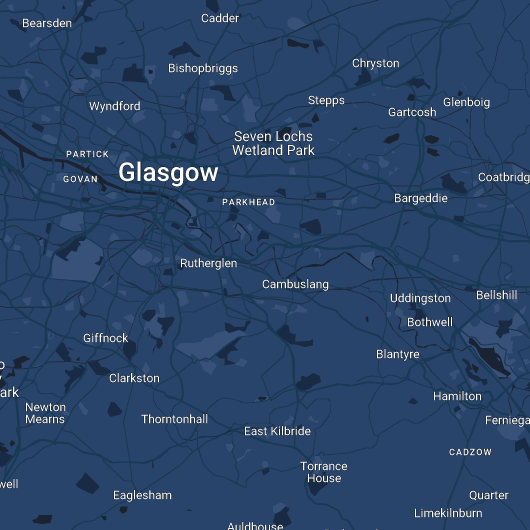 Cadder
Bearsden
Chryston
Bishopbriggs
Stepps
Glenboig
Wyndford
Gartcosh
Seven Lochs
Wetland Park
PARTICK
Glasgow
GOVAN
Coatbridg
Bargeddie
PARKHEAD
Rutherglen
Cambuslang
Bellshill
Uddingston
Bothwell
Giffnock
Blantyre
o
ark
Clarkston
Hamilton
Newton
Mearns
Thorntonhall
Ferniega
East Kilbride
CADZOW
Torrance
House
well
Eaglesham
Quarter
Limekilnburn
Auldhouse